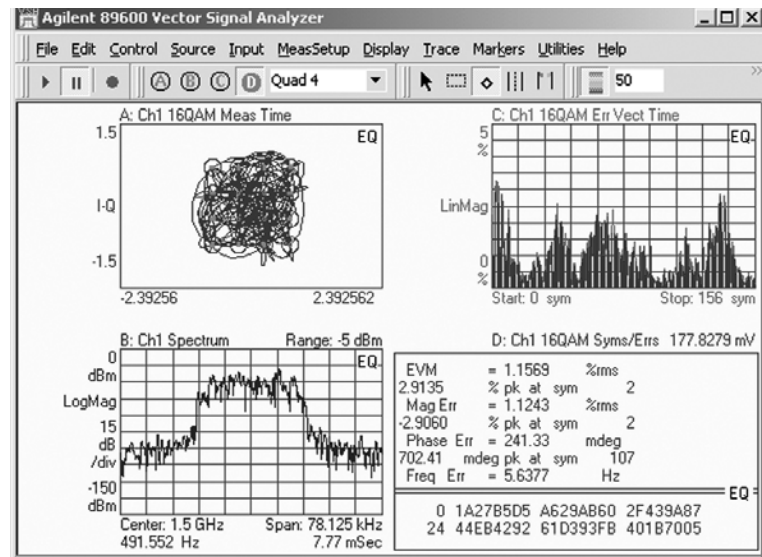 Agilent 89600 Vector Signal Analyzer
File Edit Control Source Input MeasSetup Display Trace Markers Utilities Help
A B C D Quad 4 50
A: Ch1 16QAM Meas Time
1.5
EQ
I-Q
-1.5
-2.39256 2.392562
C: Ch1 16QAM Err Vect Time
5
%
EQ
LinMag
0
%
Start: 0 sym Stop: 156 sym
B: Ch1 Spectrum Range: -5 dBm
0
dBm
EQ
LogMag
15
dB
/div
-150
dBm
Center: 1.5 GHz Span: 78.125 kHz
491.552 Hz 7.77 mSec
D: Ch1 16QAM Syms/Errs 177.8279 mV
EVM = 1.1569 %rms
2.9135 % pk at sym 2
Mag Err = 1.1243 %rms
-2.9060 % pk at sym 2
Phase Err = 241.33 mdeg
702.41 mdeg pk at sym 107
Freq Err = 5.6377 Hz
EQ
0 1A27B5D5 A629AB60 2F439A87
24 44EB4292 61D393FB 401B7005